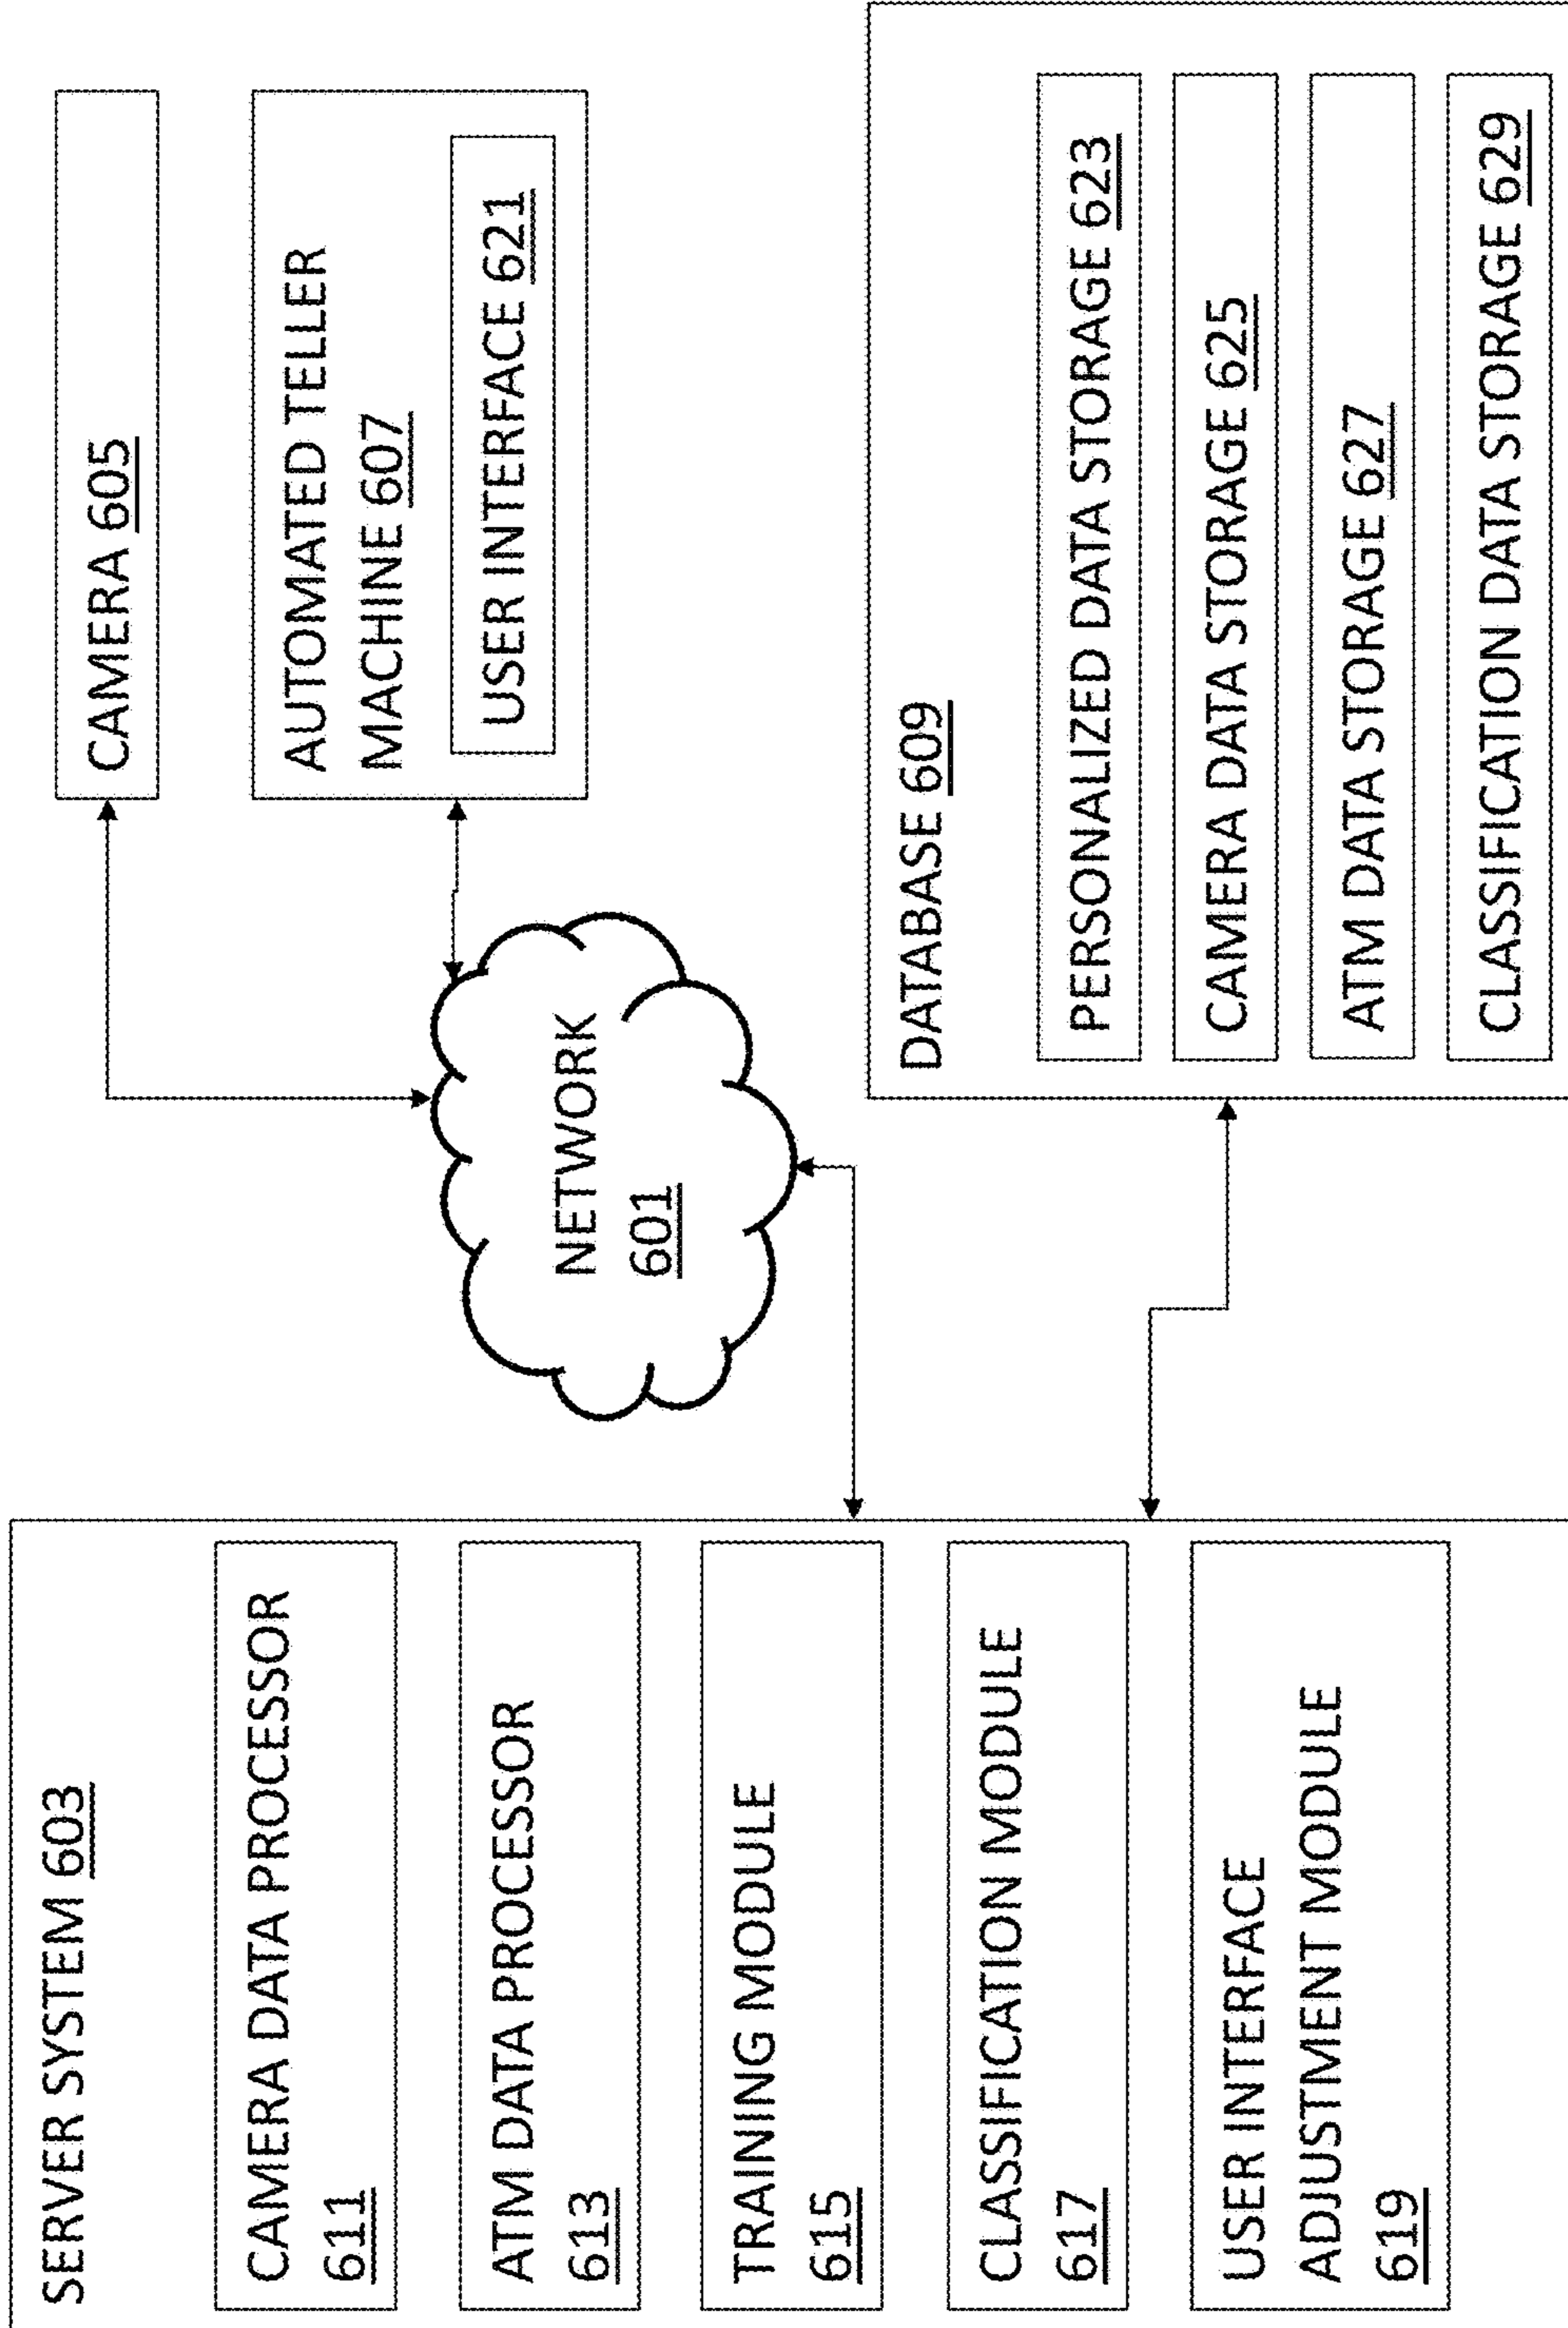 SERVER SYSTEM 603
CAMERA DATA PROCESSOR
611
ATM DATA PROCESSOR
613
TRAINING MODULE
615
CLASSIFICATION MODULE
617
USER INTERFACE
ADJUSTMENT MODULE
619
NETWORK
601
CAMERA 605
AUTOMATED TELLER
MACHINE 607
USER INTERFACE 621
DATABASE 609
PERSONALIZED DATA STORAGE 623
CAMERA DATA STORAGE 625
ATM DATA STORAGE 627
CLASSIFICATION DATA STORAGE 629